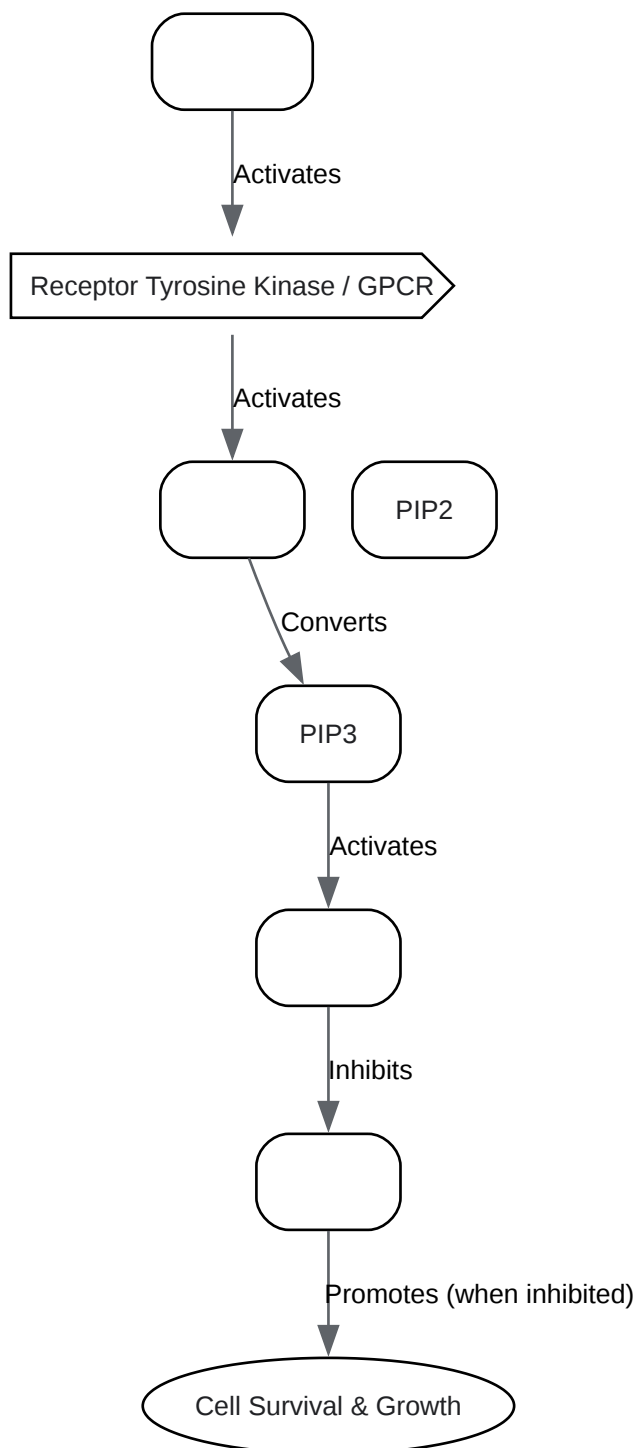 Activates
Receptor Tyrosine Kinase / GPCR
Activates
PIP2
Converts
PIP3
Activates
Inhibits
Promotes (when inhibited)
Cell Survival & Growth